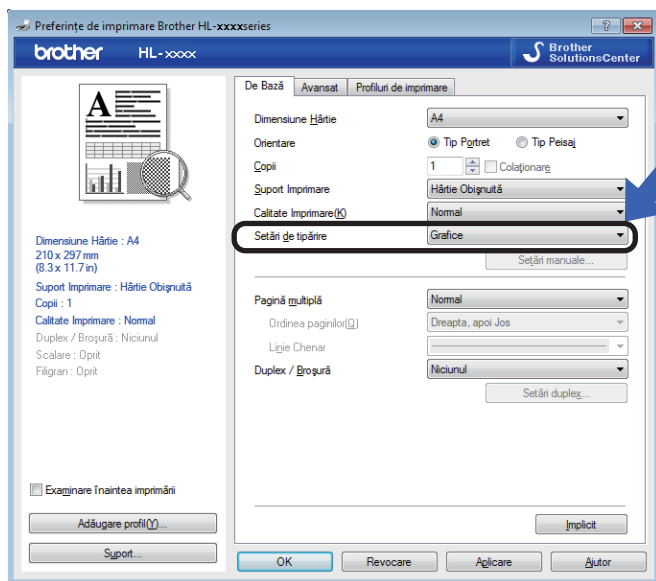 Preferințe de imprimare Brother HL-xxxxseries
brother HL-xxxx
Brother
SolutionsCenter
De Bază Avansat Profiluri de imprimare
Dimensiune Hârtie A4
Orientare Tip Portret Tip Peisaj
Copii 1 Colaționare
Suport Imprimare Hârtie Obișnuită
Calitate Imprimare(K) Normal
Setări de tipărire Grafice
Setări manuale...
Pagină multiplă Normal
Ordinea paginilor(Q) Dreapta, apoi Jos
Linie Chenar
Duplex / Broșură Niciunul
Setări duplex...
A
Dimensiune Hârtie : A4
210 x 297 mm
(8.3 x 11.7 in)
Suport Imprimare : Hârtie Obișnuită
Copii : 1
Calitate Imprimare : Normal
Duplex / Broșură : Niciunul
Scalare : Oprit
Filigran : Oprit
Examinare înaintea imprimării
Adăugare profil(Y)...
Suport...
Implicit
OK Revocare Aplicare Ajutor